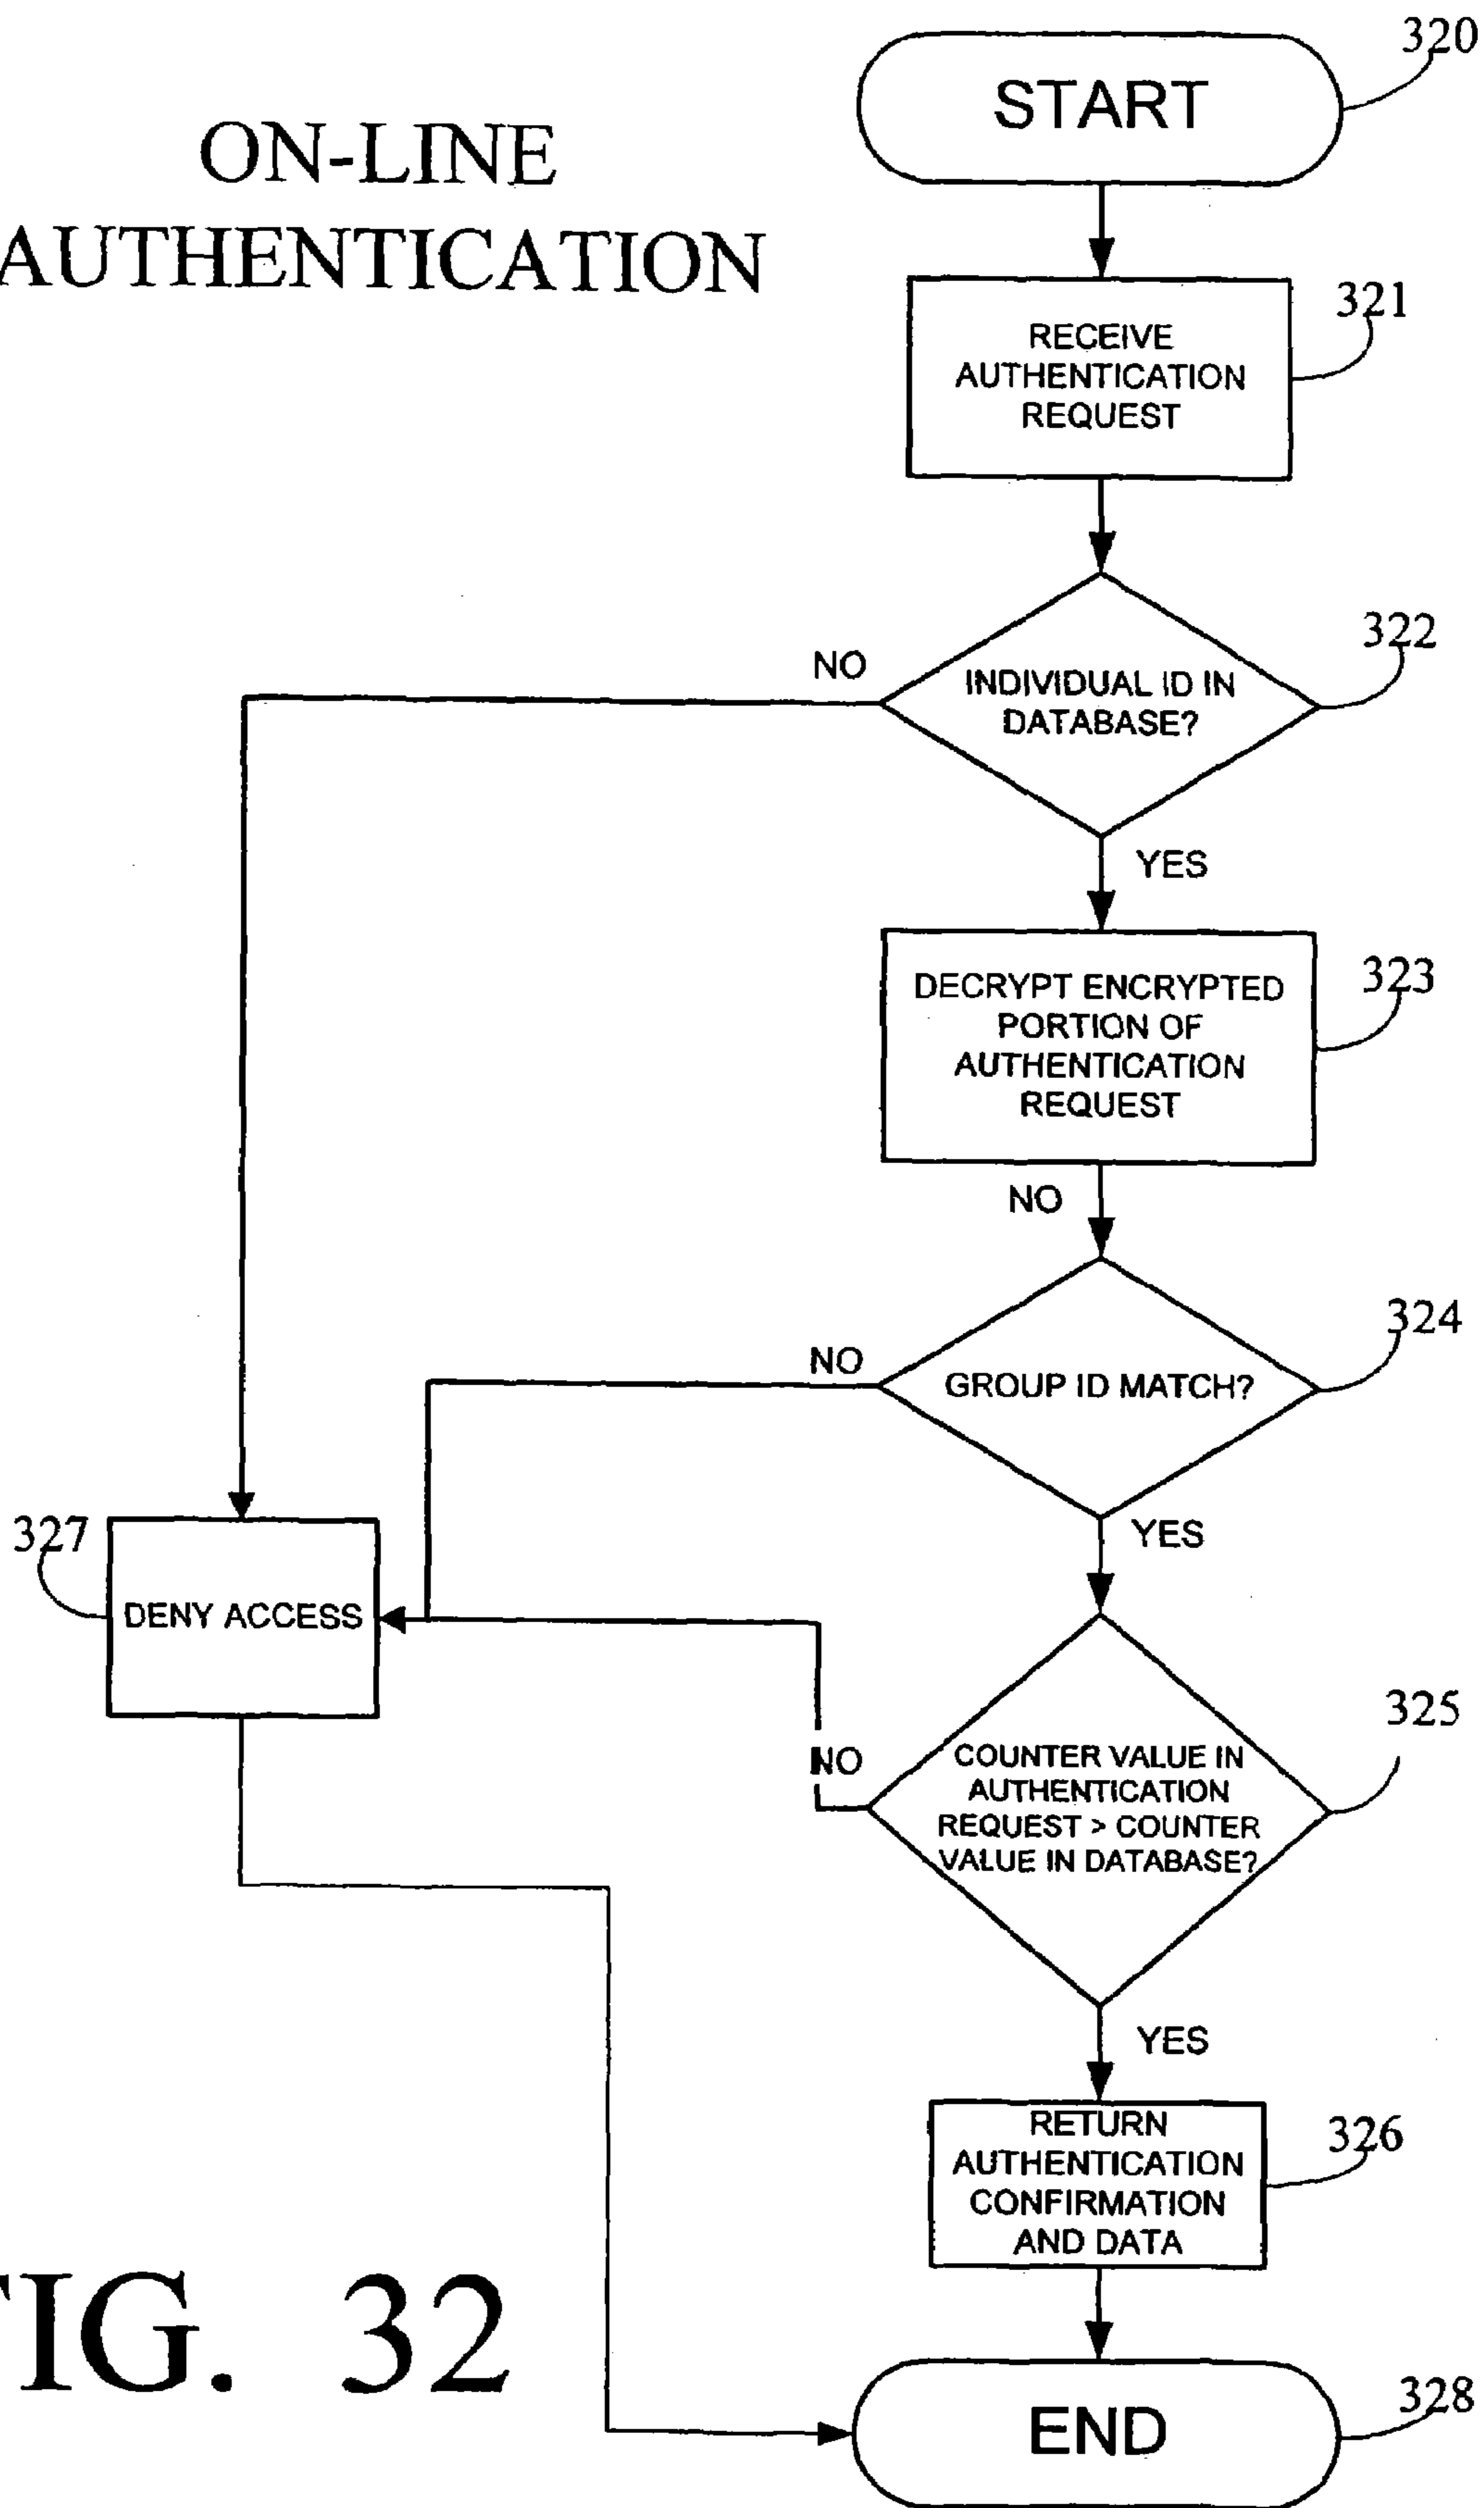 320
START
ON-LINE
AUTHENTICATION
321
RECEIVE
AUTHENTICATION
REQUEST
322
NO
INDIVIDUAL ID IN
DATABASE?
YES
323
DECRYPT ENCRYPTED
PORTION OF
AUTHENTICATION
REQUEST
NO
324
NO
GROUP ID MATCH?
YES
327
DENY ACCESS
325
NO
COUNTER VALUE IN
AUTHENTICATION
REQUEST > COUNTER
VALUE IN DATABASE?
YES
326
RETURN
AUTHENTICATION
CONFIRMATION
AND DATA
FIG. 32
328
END